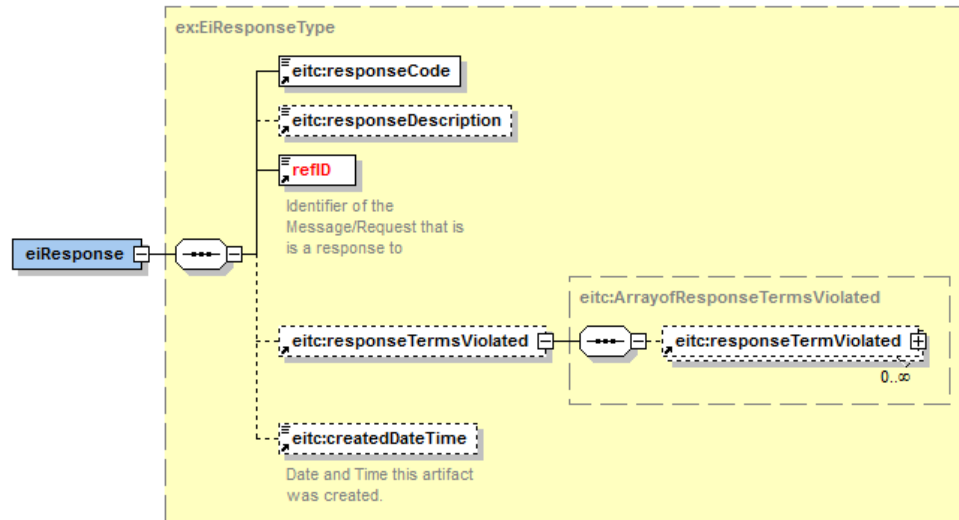 ex:EiResponseType
eitc:responseCode
eitc:responseDescription
refID
Identifier of the
Message/Request that is
is a response to
eiResponse
eitc:ArrayofResponseTermsViolated
eitc:responseTermsViolated
eitc:responseTermViolated
0..∞
eitc:createdDateTime
Date and Time this artifact
was created.